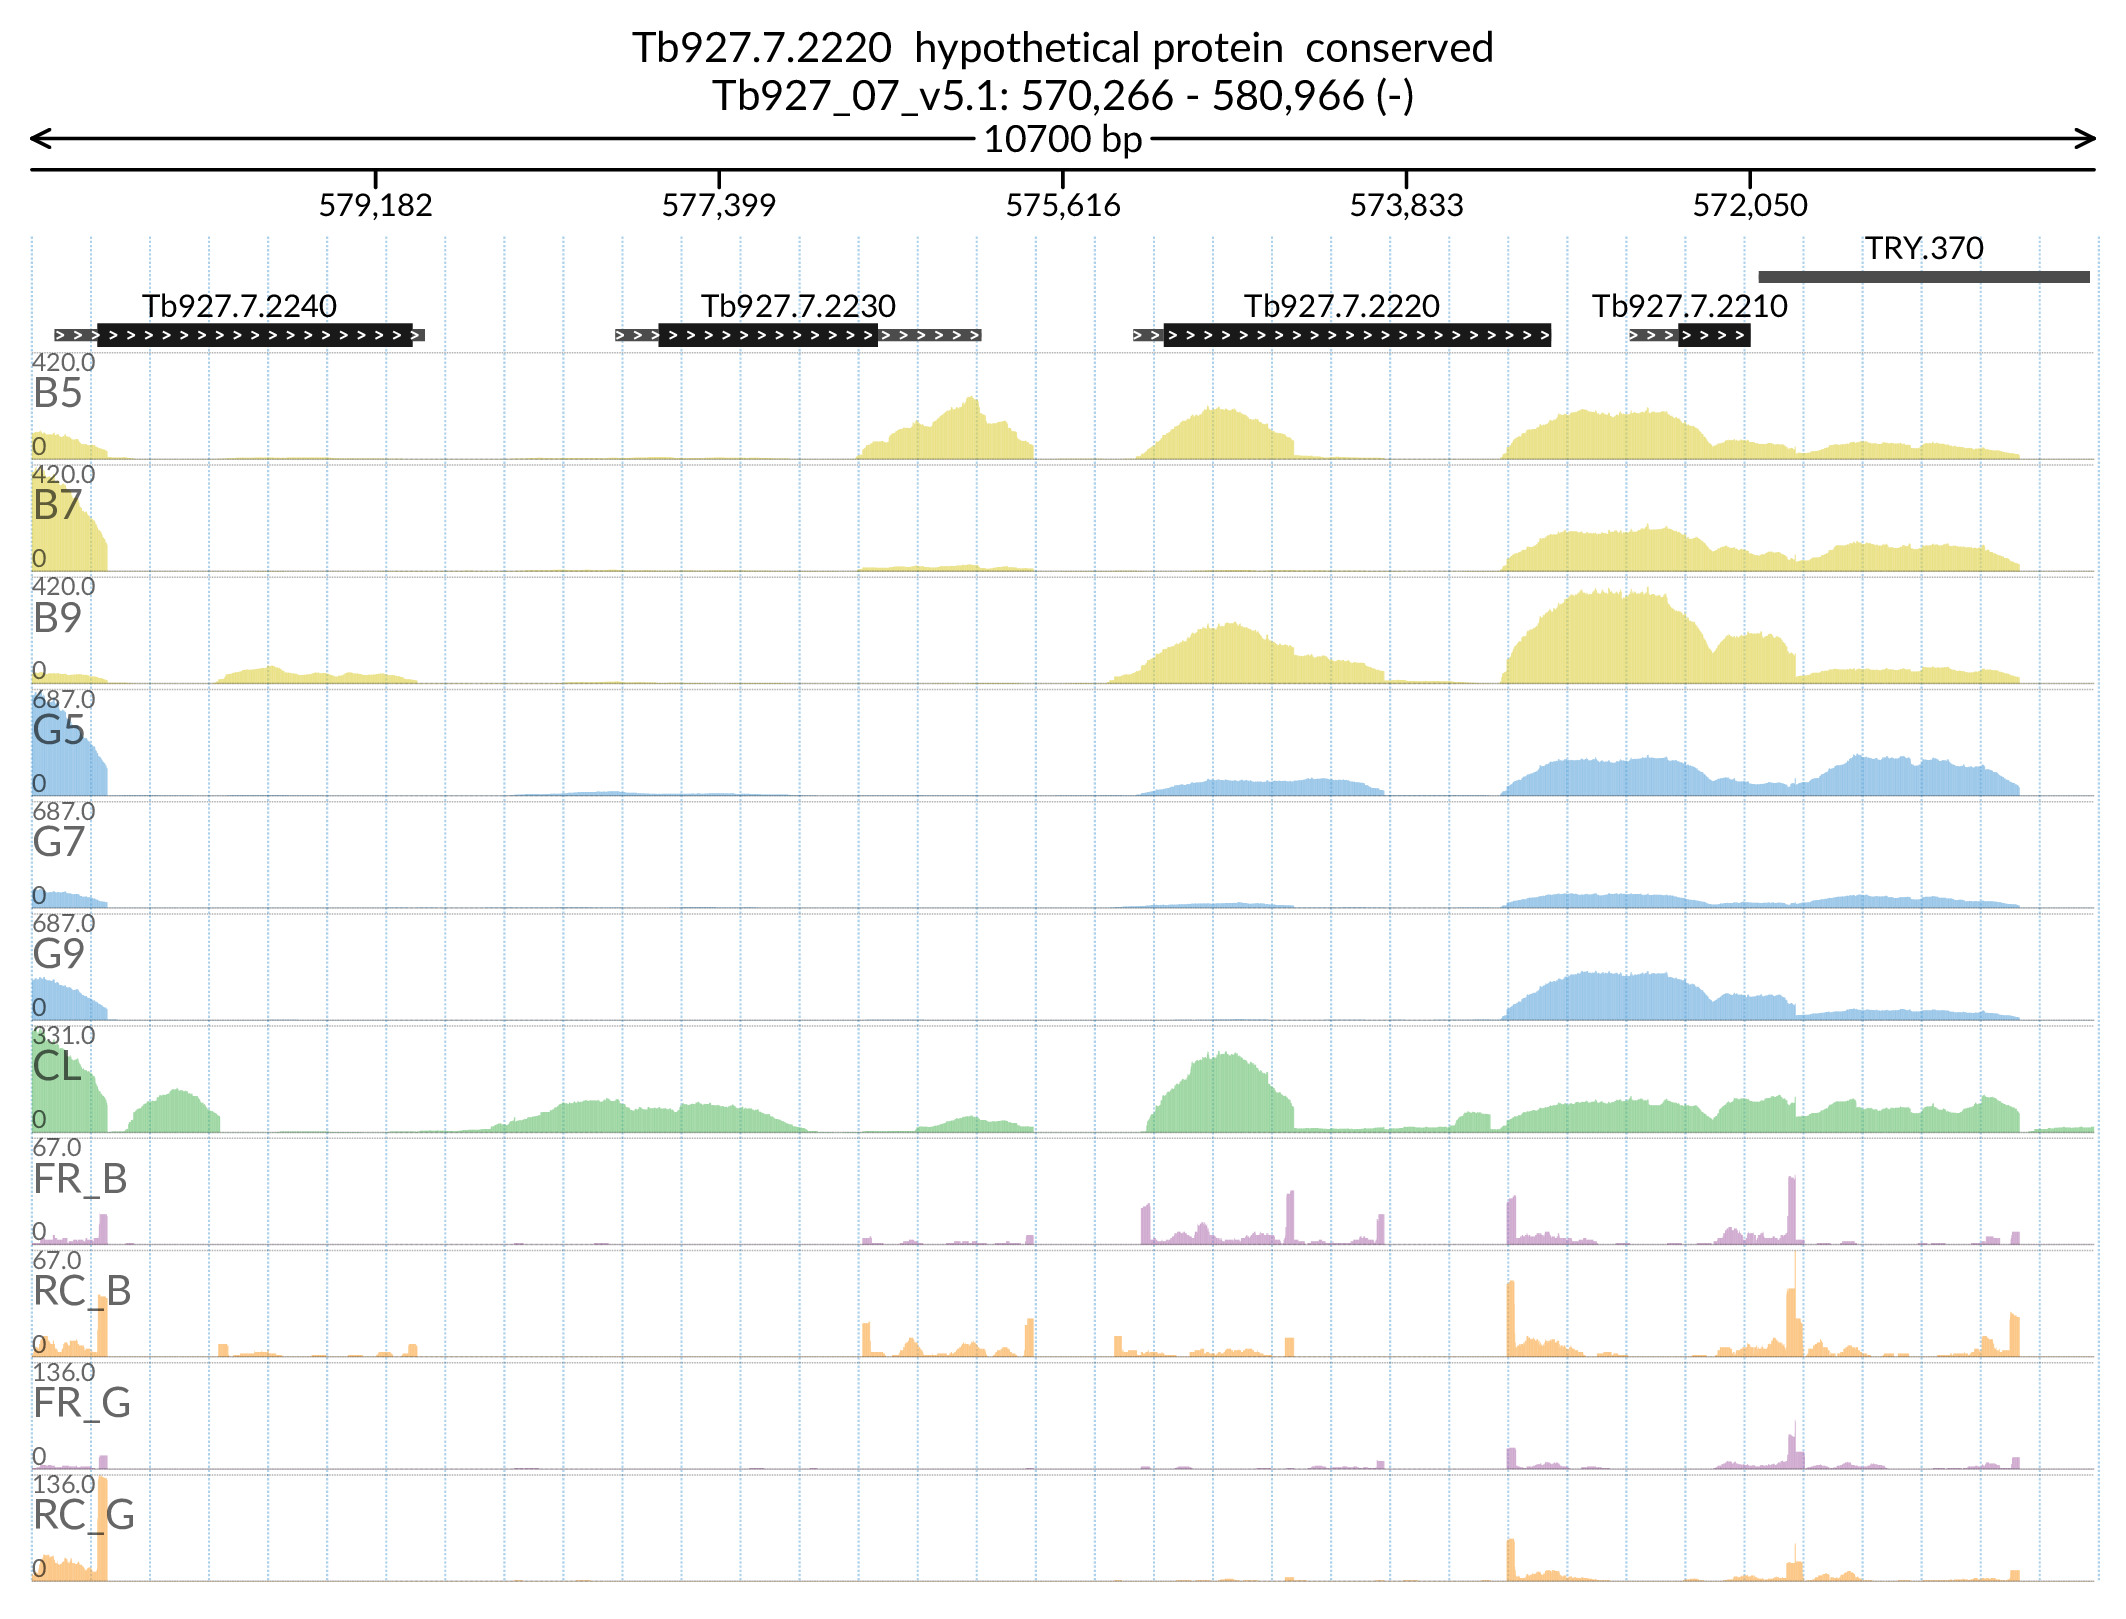 Tb927.7.2220  hypothetical protein  conserved
Tb927_07_v5.1: 570,266 - 580,966 (-)
10700 bp
579,182 577,399 575,616 573,833 572,050
TRY.370
Tb927.7.2240 Tb927.7.2230 Tb927.7.2220 Tb927.7.2210
420.0
B5
0
420.0
B7
0
420.0
B9
0
687.0
G5
0
687.0
G7
0
687.0
G9
0
331.0
CL
0
67.0
FR_B
0
67.0
RC_B
0
136.0
FR_G
0
136.0
RC_G
0